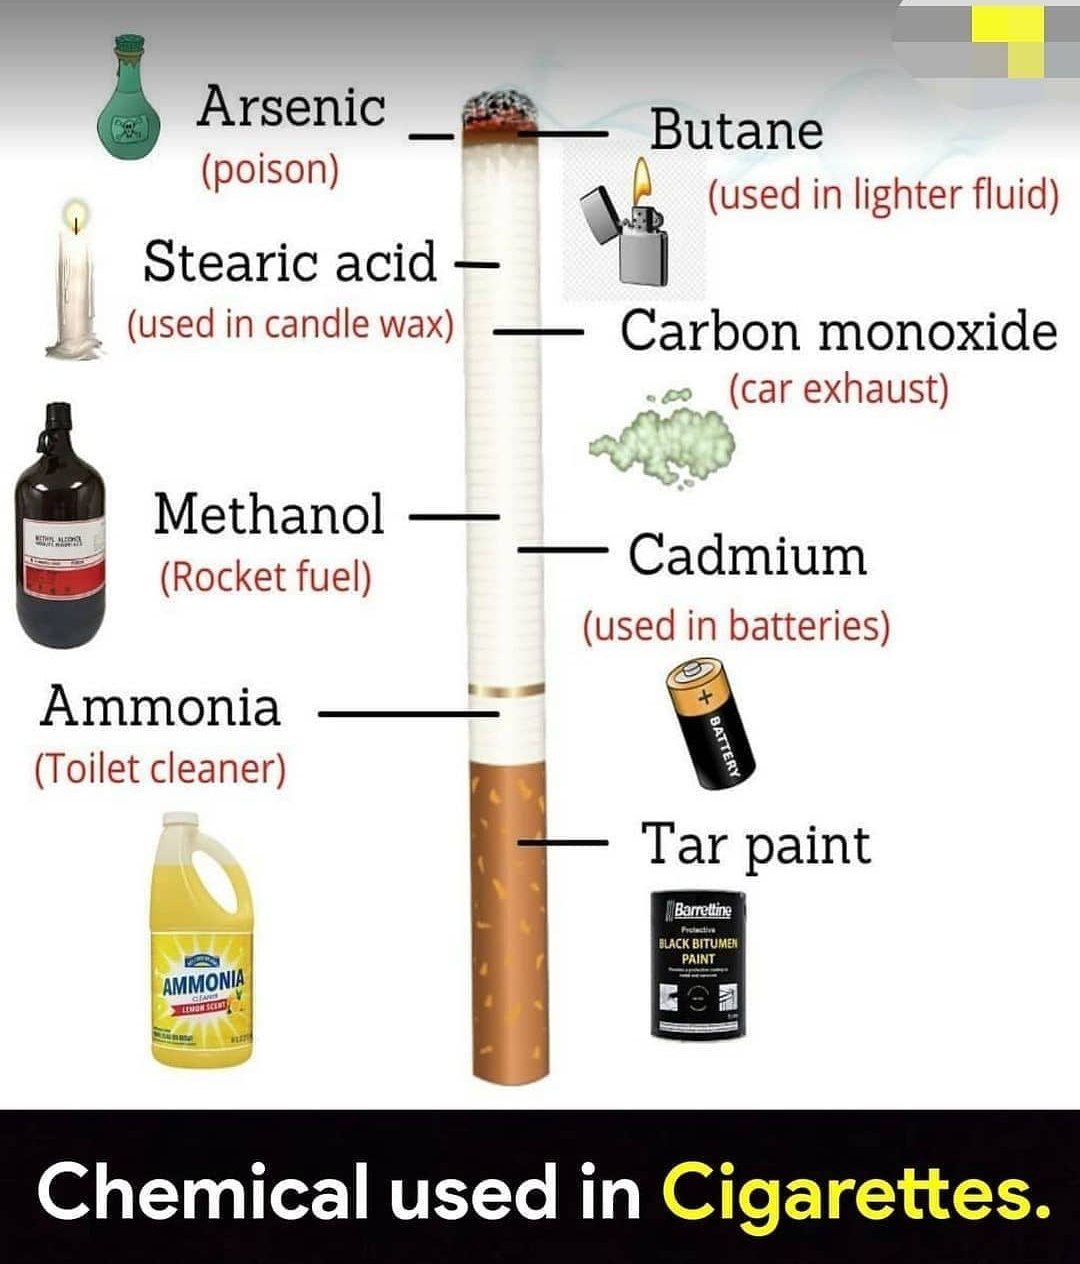 Arsenic
(poison)
Butane
(used in lighter fluid)
Stearic acid
(used in candle wax)
Carbon monoxide
(car exhaust)
METHYL ALCOHOL
Methanol
(Rocket fuel)
Cadmium
(used in batteries)
BATTERY
Ammonia
(Toilet cleaner)
AMMONIA
CLEANER
LEMON SCENT
Tar paint
Barrettine
Protective
BLACK BITUMEN
PAINT
Chemical used in Cigarettes.